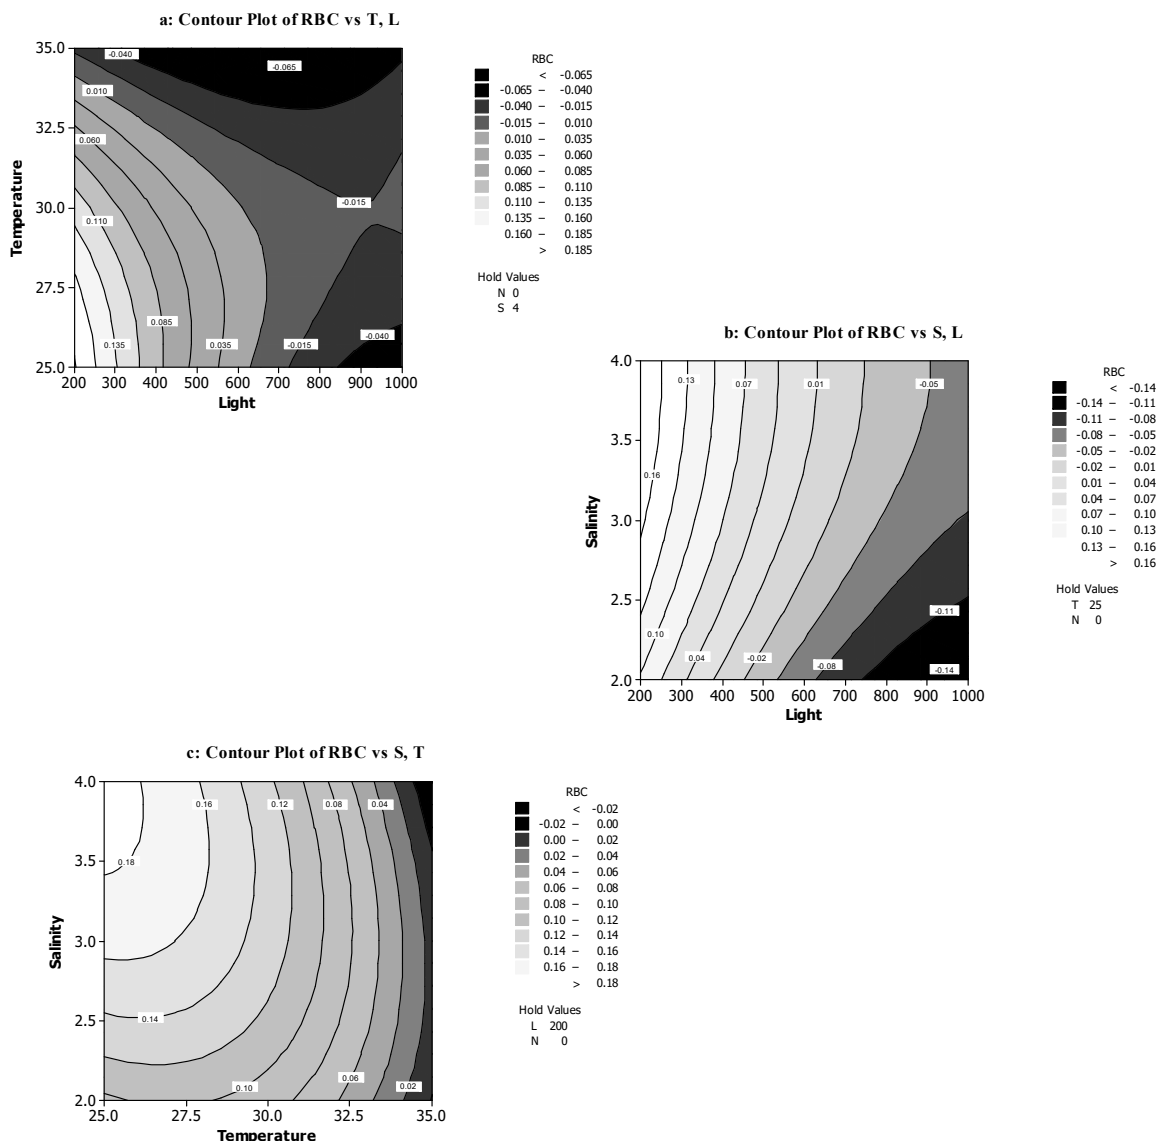 a: Contour Plot of RBC vs T, L
35.0
32.5
30.0
27.5
25.0
Temperature
200 300 400 500 600 700 800 900 1000
Light
-0.040
-0.065
0.010
0.060
-0.015
0.110
0.085
-0.040
0.135
0.035
-0.015
RBC
< -0.065
-0.065 – -0.040
-0.040 – -0.015
-0.015 – 0.010
0.010 – 0.035
0.035 – 0.060
0.060 – 0.085
0.085 – 0.110
0.110 – 0.135
0.135 – 0.160
0.160 – 0.185
> 0.185
Hold Values
N 0
S 4
b: Contour Plot of RBC vs S, L
4.0
3.5
3.0
2.5
2.0
Salinity
200 300 400 500 600 700 800 900 1000
Light
0.13
0.07
0.01
-0.05
0.16
-0.11
0.10
0.04
-0.02
-0.08
-0.14
RBC
< -0.14
-0.14 – -0.11
-0.11 – -0.08
-0.08 – -0.05
-0.05 – -0.02
-0.02 – 0.01
0.01 – 0.04
0.04 – 0.07
0.07 – 0.10
0.10 – 0.13
0.13 – 0.16
> 0.16
Hold Values
T 25
N 0
c: Contour Plot of RBC vs S, T
4.0
3.5
3.0
2.5
2.0
Salinity
25.0 27.5 30.0 32.5 35.0
Temperature
0.16
0.12
0.08
0.04
0.18
0.14
0.10
0.06
0.02
RBC
< -0.02
-0.02 – 0.00
0.00 – 0.02
0.02 – 0.04
0.04 – 0.06
0.06 – 0.08
0.08 – 0.10
0.10 – 0.12
0.12 – 0.14
0.14 – 0.16
0.16 – 0.18
> 0.18
Hold Values
L 200
N 0